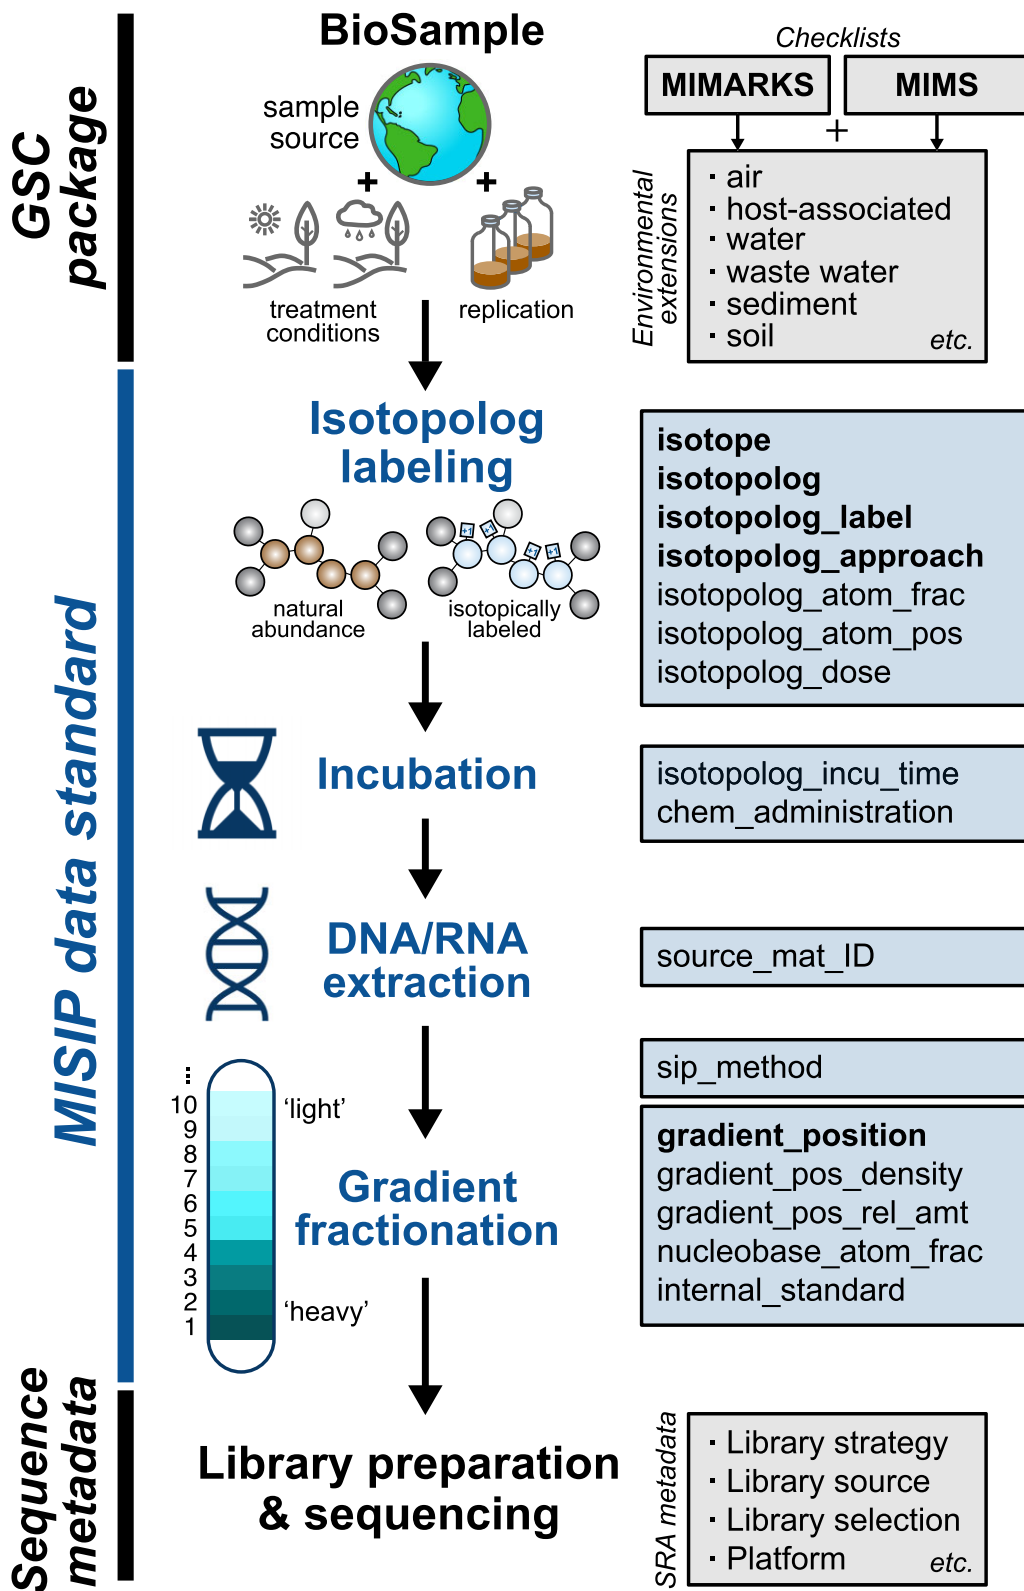 GSC
package
BioSample
sample
source
+
+
treatment
conditions
replication
Checklists
MIMARKS
MIMS
+
Environmental
extensions
· air
· host-associated
· water
· waste water
· sediment
· soil
etc.
MISIP data standard
Isotopolog
labeling
+1
+1
+1
+1
natural
abundance
isotopically
labeled
isotope
isotopolog
isotopolog_label
isotopolog_approach
isotopolog_atom_frac
isotopolog_atom_pos
isotopolog_dose
Incubation
isotopolog_incu_time
chem_administration
DNA/RNA
extraction
source_mat_ID
sip_method
...
10
9
8
7
6
5
4
3
2
1
'light'
'heavy'
Gradient
fractionation
gradient_position
gradient_pos_density
gradient_pos_rel_amt
nucleobase_atom_frac
internal_standard
Sequence
metadata
Library preparation
& sequencing
SRA metadata
· Library strategy
· Library source
· Library selection
· Platform
etc.